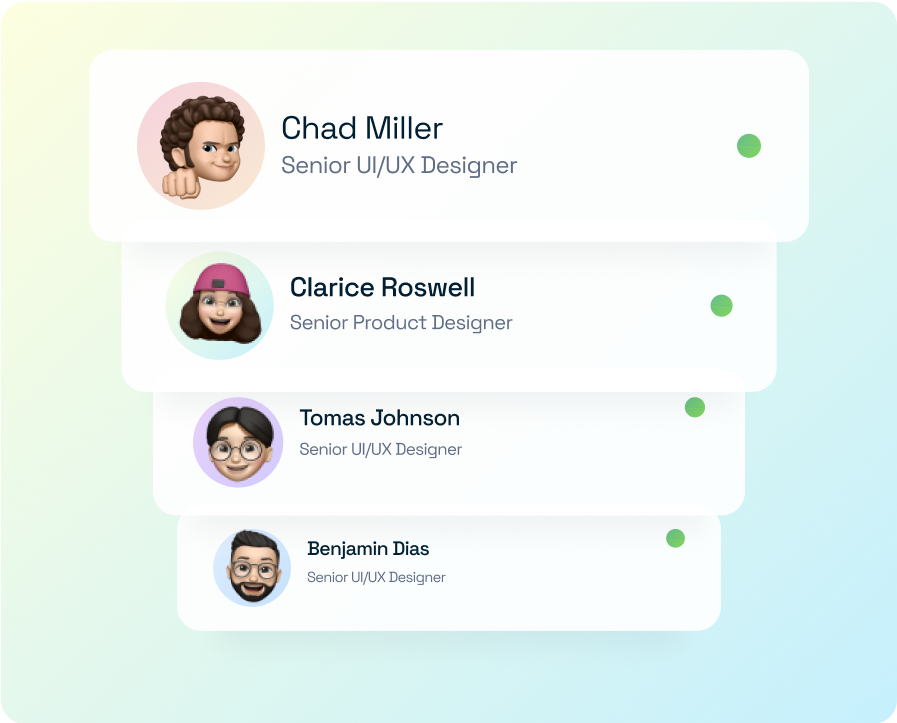 Chad Miller
Senior UI/UX Designer
Clarice Roswell
Senior Product Designer
Tomas Johnson
Senior UI/UX Designer
Benjamin Dias
Senior UI/UX Designer